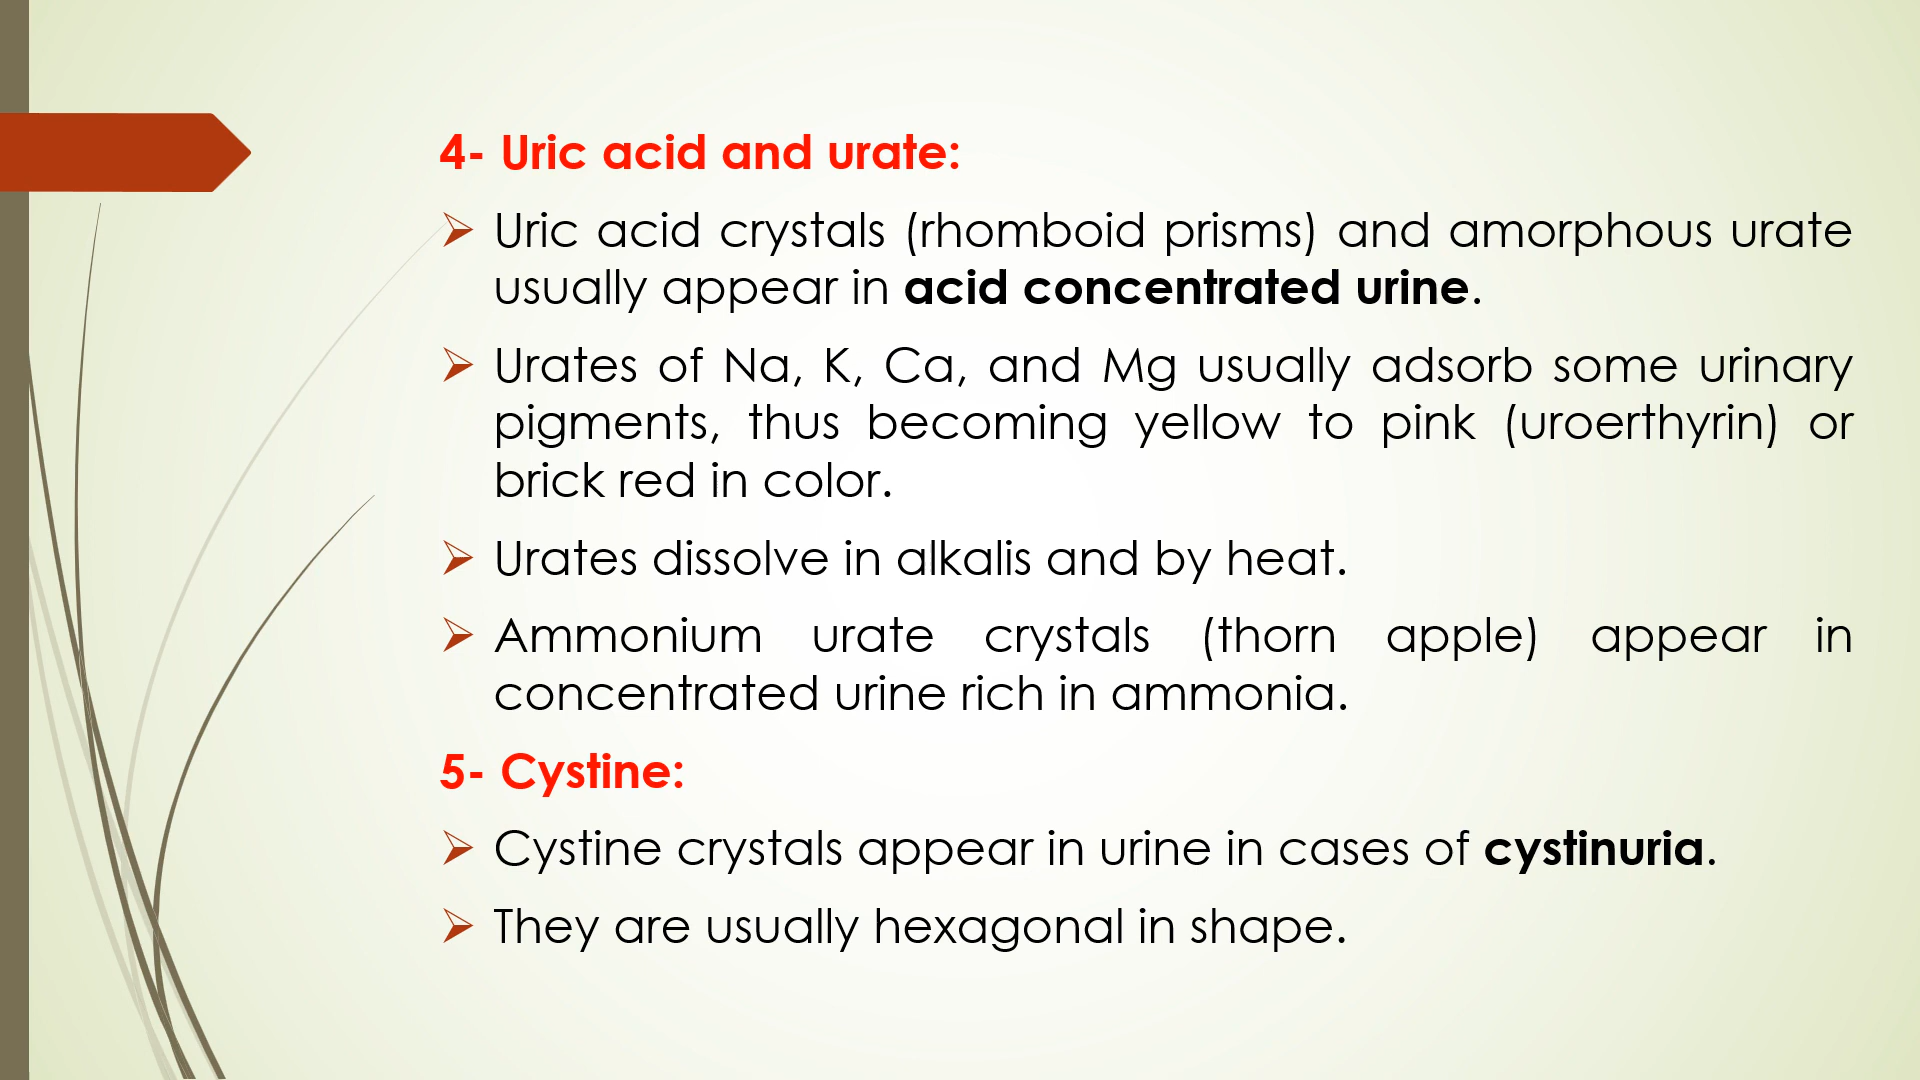 4- Uric acid and urate:
Uric acid crystals (rhomboid prisms) and amorphous urate
usually appear in acid concentrated urine.
Urates of Na, K, Ca, and Mg usually adsorb some urinary
pigments, thus becoming yellow to pink (uroerthyrin) or
brick red in color.
Urates dissolve in alkalis and by heat.
Ammonium urate crystals (thorn apple) appear in
concentrated urine rich in ammonia.
5- Cystine:
Cystine crystals appear in urine in cases of cystinuria.
They are usually hexagonal in shape.